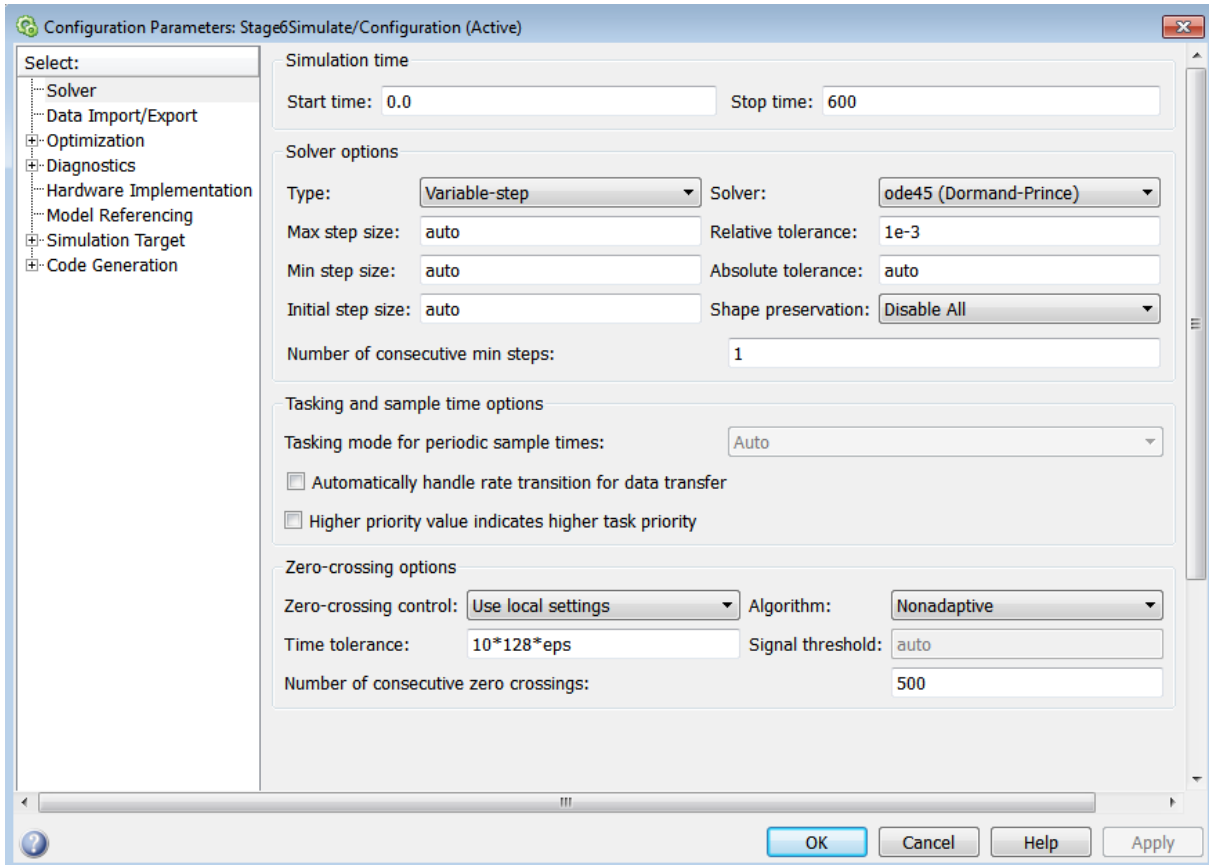 Configuration Parameters: Stage6Simulate/Configuration (Active)
Select:
Solver
Data Import/Export
Optimization
Diagnostics
Hardware Implementation
Model Referencing
Simulation Target
Code Generation
Simulation time
Start time: 0.0 Stop time: 600
Solver options
Type: Variable-step Solver: ode45 (Dormand-Prince)
Max step size: auto Relative tolerance: 1e-3
Min step size: auto Absolute tolerance: auto
Initial step size: auto Shape preservation: Disable All
Number of consecutive min steps: 1
Tasking and sample time options
Tasking mode for periodic sample times: Auto
Automatically handle rate transition for data transfer
Higher priority value indicates higher task priority
Zero-crossing options
Zero-crossing control: Use local settings Algorithm: Nonadaptive
Time tolerance: 10*128*eps Signal threshold: auto
Number of consecutive zero crossings: 500
OK Cancel Help Apply